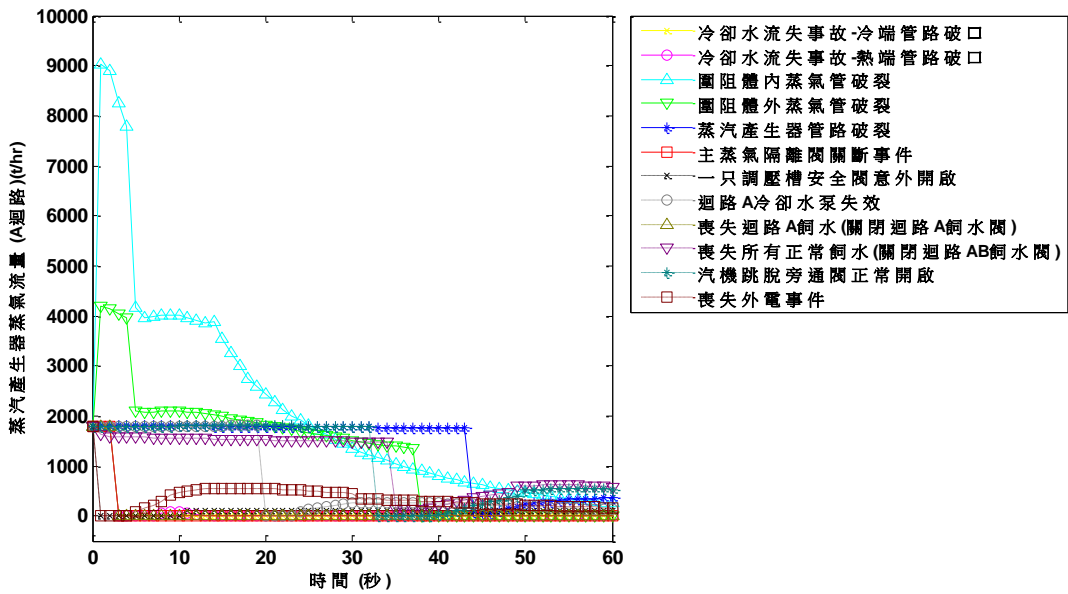 10000
9000
8000
7000
6000
5000
4000
3000
2000
1000
0
蒸汽產生器蒸氣流量 (A迴路)(t/hr)
0 10 20 30 40 50 60
時間 (秒)
冷卻水流失事故-冷端管路破口
冷卻水流失事故-熱端管路破口
圍阻體內蒸氣管破裂
圍阻體外蒸氣管破裂
蒸汽產生器管路破裂
主蒸氣隔離閥關斷事件
一只調壓槽安全閥意外開啟
迴路A冷卻水泵失效
喪失迴路A飼水(關閉迴路A飼水閥)
喪失所有正常飼水(關閉迴路AB飼水閥)
汽機跳脫旁通閥正常開啟
喪失外電事件